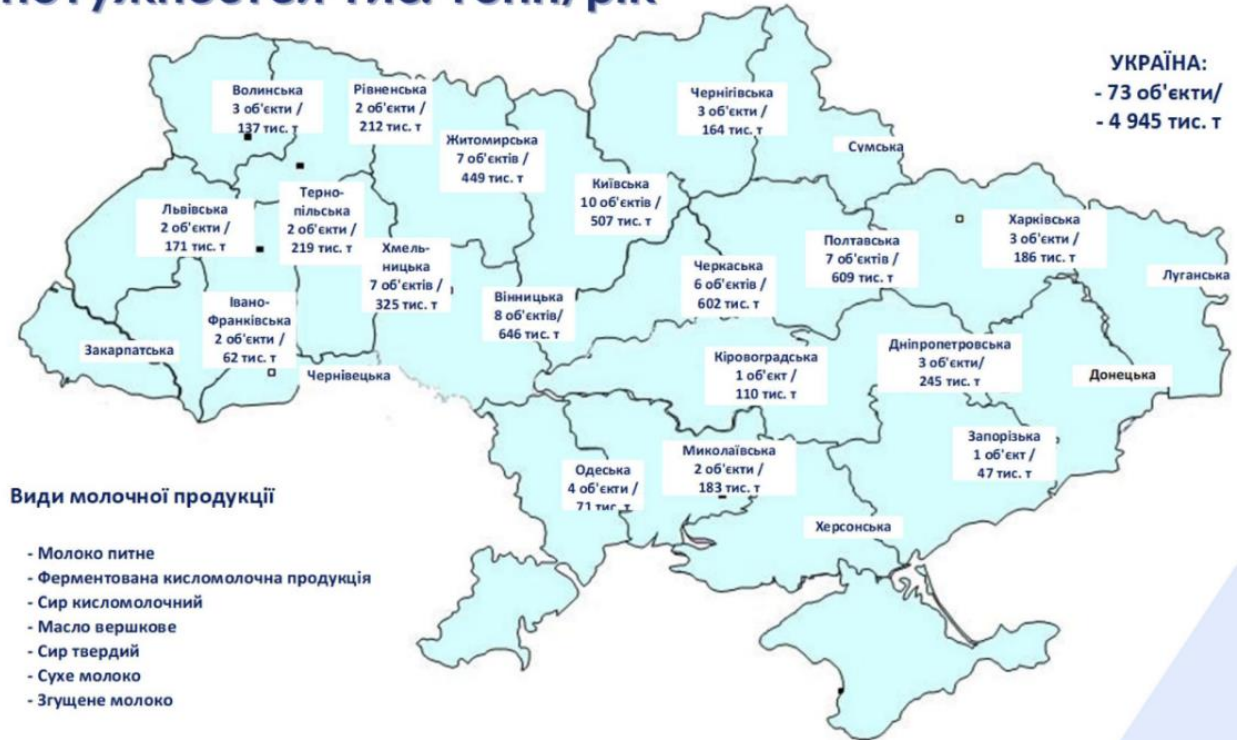 тис. тонн/рік
УКРАЇНА:
- 73 об'єкти/
- 4 945 тис. т
Волинська
3 об'єкти /
137 тис. т
Рівненська
2 об'єкти /
212 тис. т
Житомирська
7 об'єктів /
449 тис. т
Київська
10 об'єктів /
507 тис. т
Чернігівська
3 об'єкти /
164 тис. т
Сумська
Львівська
2 об'єкти /
171 тис. т
Терно-
пільська
2 об'єкти /
219 тис. т
Хмель-
ницька
7 об'єктів /
325 тис. т
Вінницька
8 об'єктів/
646 тис. т
Черкаська
6 об'єктів /
602 тис. т
Полтавська
7 об'єктів /
609 тис. т
Харківська
3 об'єкти /
186 тис. т
Луганська
Закарпатська
Івано-
Франківська
2 об'єкти /
62 тис. т
Чернівецька
Кіровоградська
1 об'єкт /
110 тис. т
Дніпропетровська
3 об'єкти/
245 тис. т
Донецька
Одеська
4 об'єкти /
71 тис. т
Миколаївська
2 об'єкти /
183 тис. т
Запорізька
1 об'єкт /
47 тис. т
Херсонська
Види молочної продукції
- Молоко питне
- Ферментована кисломолочна продукція
- Сир кисломолочний
- Масло вершкове
- Сир твердий
- Сухе молоко
- Згущене молоко